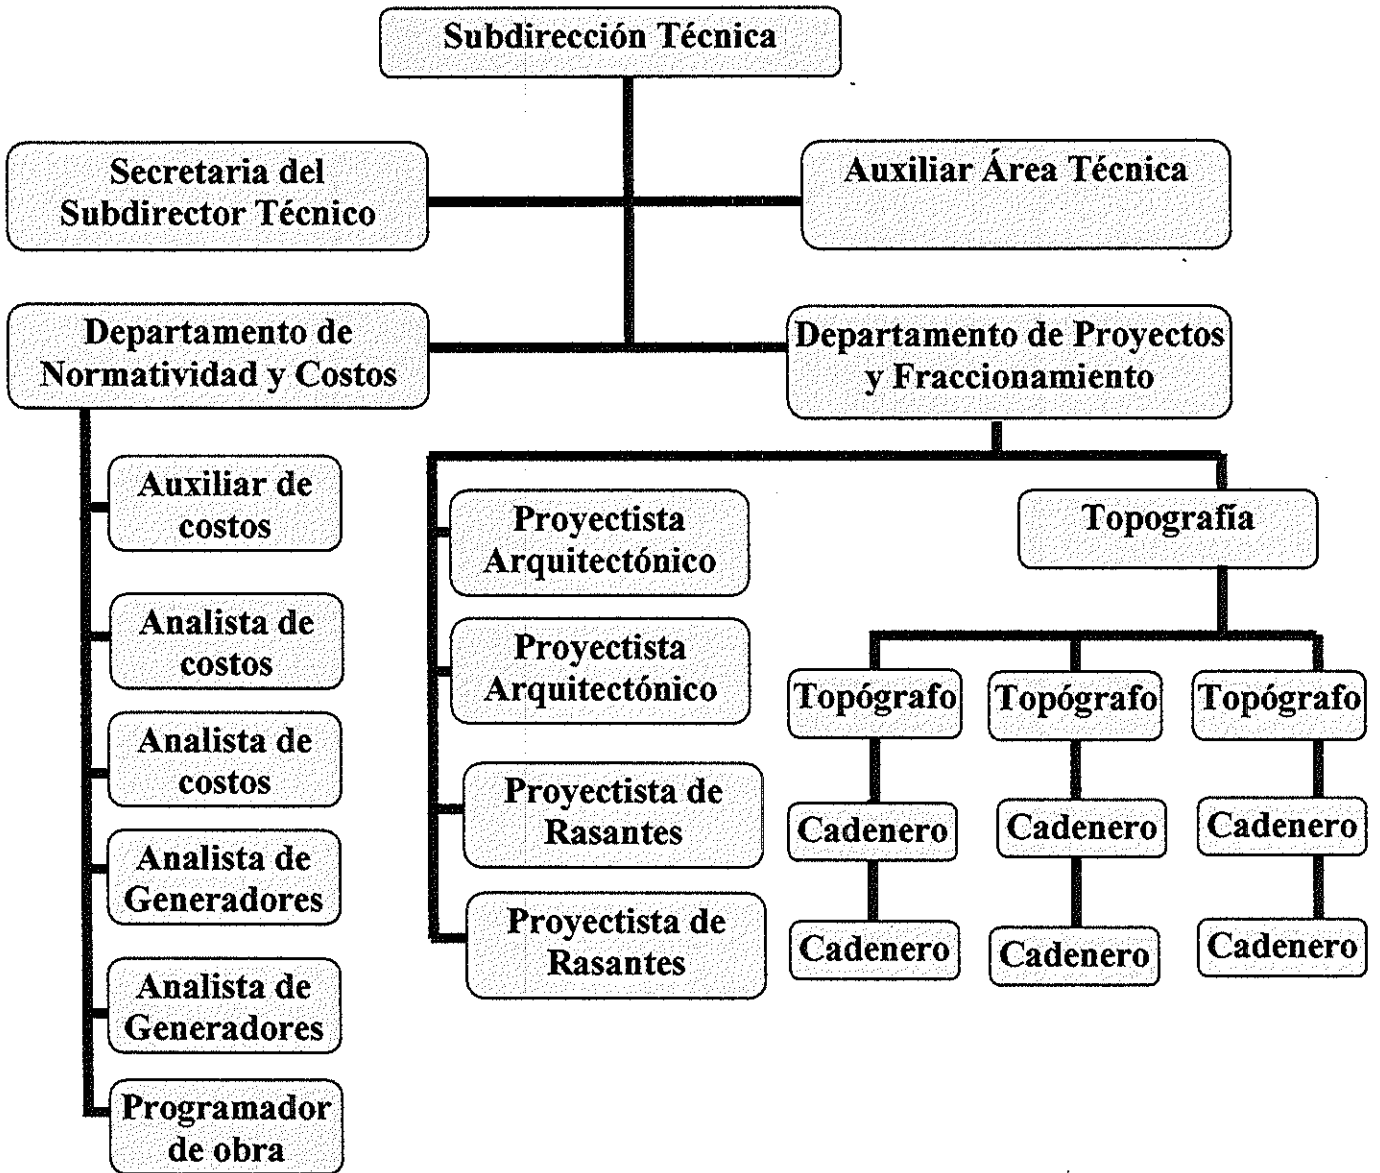 Subdirección Técnica
Secretaria del
Subdirector Técnico
Auxiliar Área Técnica
Departamento de
Normatividad y Costos
Departamento de Proyectos
y Fraccionamiento
Auxiliar de
costos
Analista de
costos
Analista de
costos
Analista de
Generadores
Analista de
Generadores
Programador
de obra
Proyectista
Arquitectónico
Proyectista
Arquitectónico
Proyectista de
Rasantes
Proyectista de
Rasantes
Topografía
Topógrafo
Topógrafo
Topógrafo
Cadenero
Cadenero
Cadenero
Cadenero
Cadenero
Cadenero